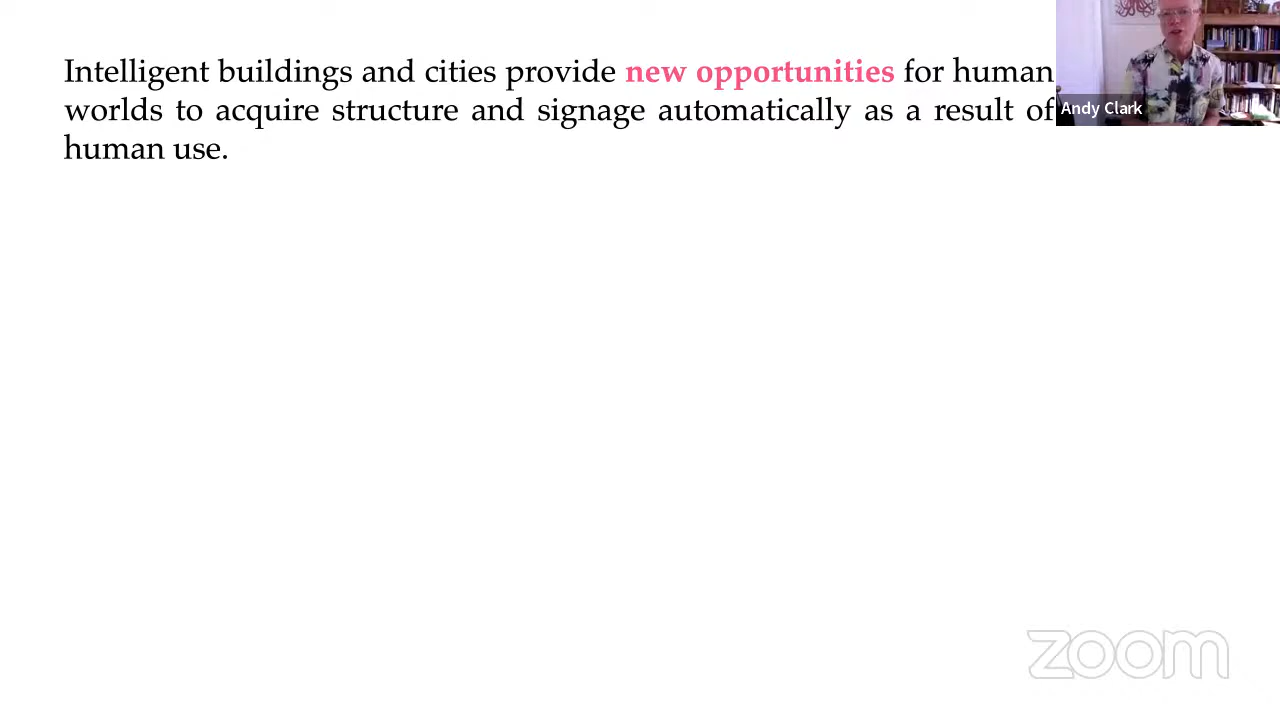 Intelligent buildings and cities provide new opportunities for human
worlds to acquire structure and signage automatically as a result of
human use.
Andy Clark
zoom